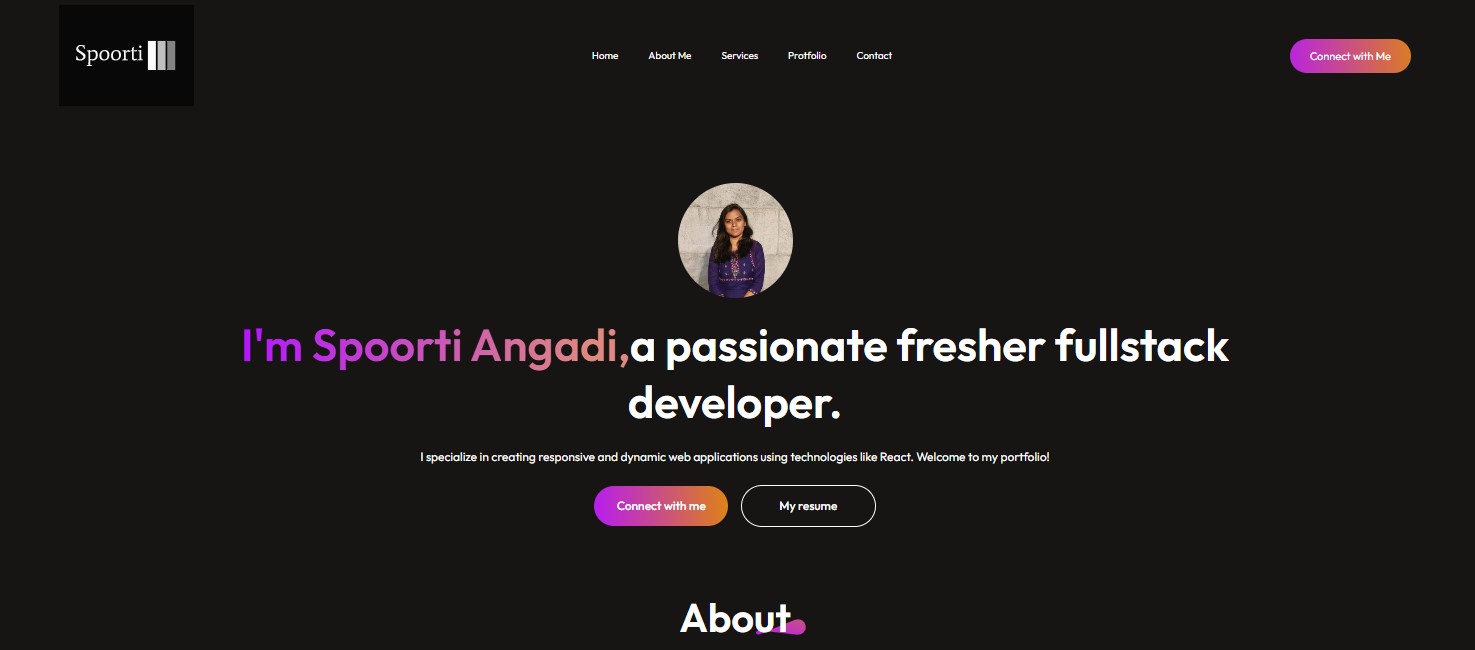 Spoorti
Home About Me Services Protfolio Contact
Connect with Me
I'm Spoorti Angadi,a passionate fresher fullstack
developer.
I specialize in creating responsive and dynamic web applications using technologies like React. Welcome to my portfolio!
Connect with me My resume
About